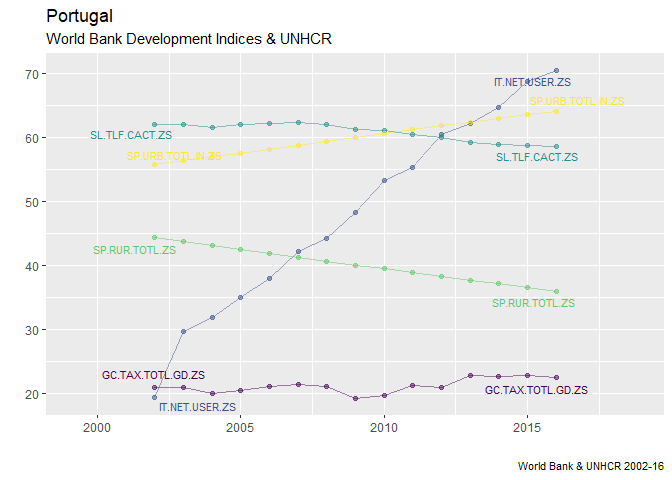 Portugal
World Bank Development Indices & UNHCR
70
60
50
40
30
20
IT.NET.USER.ZS
SP.URB.TOTL.IN.ZS
SL.TLF.CACT.ZS
SP.URB.TOTL.IN.ZS
SL.TLF.CACT.ZS
SP.RUR.TOTL.ZS
SP.RUR.TOTL.ZS
GC.TAX.TOTL.GD.ZS
GC.TAX.TOTL.GD.ZS
IT.NET.USER.ZS
2000
2005
2010
2015
World Bank & UNHCR 2002-16